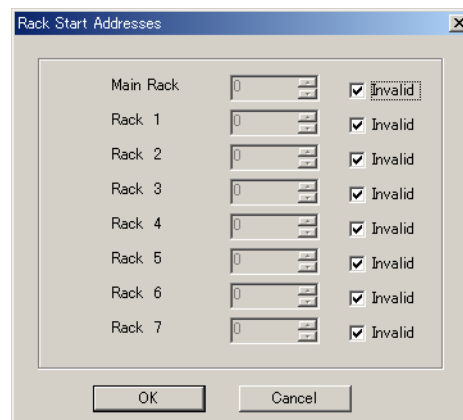 Rack Start Addresses
Main Rack 0 Invalid
Rack 1 0 Invalid
Rack 2 0 Invalid
Rack 3 0 Invalid
Rack 4 0 Invalid
Rack 5 0 Invalid
Rack 6 0 Invalid
Rack 7 0 Invalid
OK Cancel